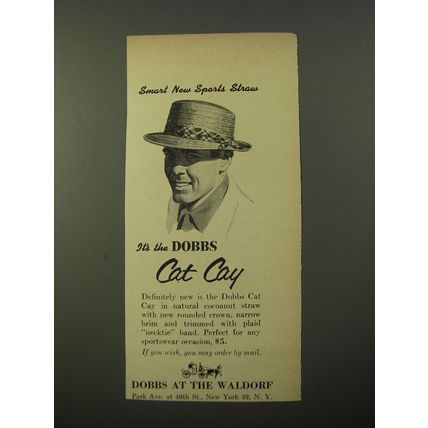 Smart New Sports Straw
It's the DOBBS
Cat Cay
Definitely new is the Dobbs Cat
Cay in natural cocoanut straw
with new rounded crown, narrow
brim and trimmed with plaid
"necktie" band. Perfect for any
sportswear occasion, $5.
If you wish, you may order by mail.
DOBBS AT THE WALDORF
Park Ave. at 49th St., New York 22, N. Y.